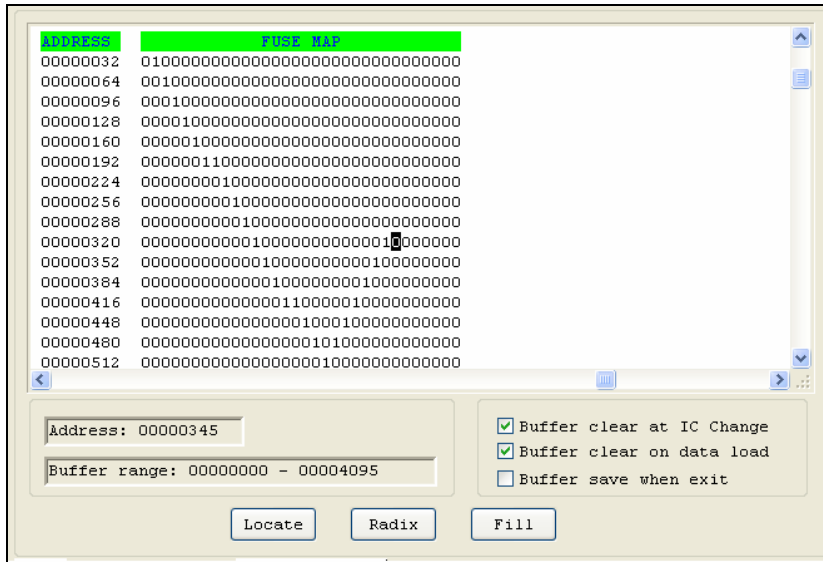 ADDRESS FUSE MAP
00000032 01000000000000000000000000000000
00000064 00100000000000000000000000000000
00000096 00010000000000000000000000000000
00000128 00001000000000000000000000000000
00000160 00000100000000000000000000000000
00000192 00000011000000000000000000000000
00000224 00000000100000000000000000000000
00000256 00000000010000000000000000000000
00000288 00000000001000000000000000000000
00000320 00000000000100000000000010000000
00000352 00000000000010000000000100000000
00000384 00000000000001000000001000000000
00000416 00000000000000110000010000000000
00000448 00000000000000001000100000000000
00000480 00000000000000000101000000000000
00000512 00000000000000000010000000000000
Address: 00000345
Buffer range: 00000000 - 00004095
Buffer clear at IC Change
Buffer clear on data load
Buffer save when exit
Locate Radix Fill